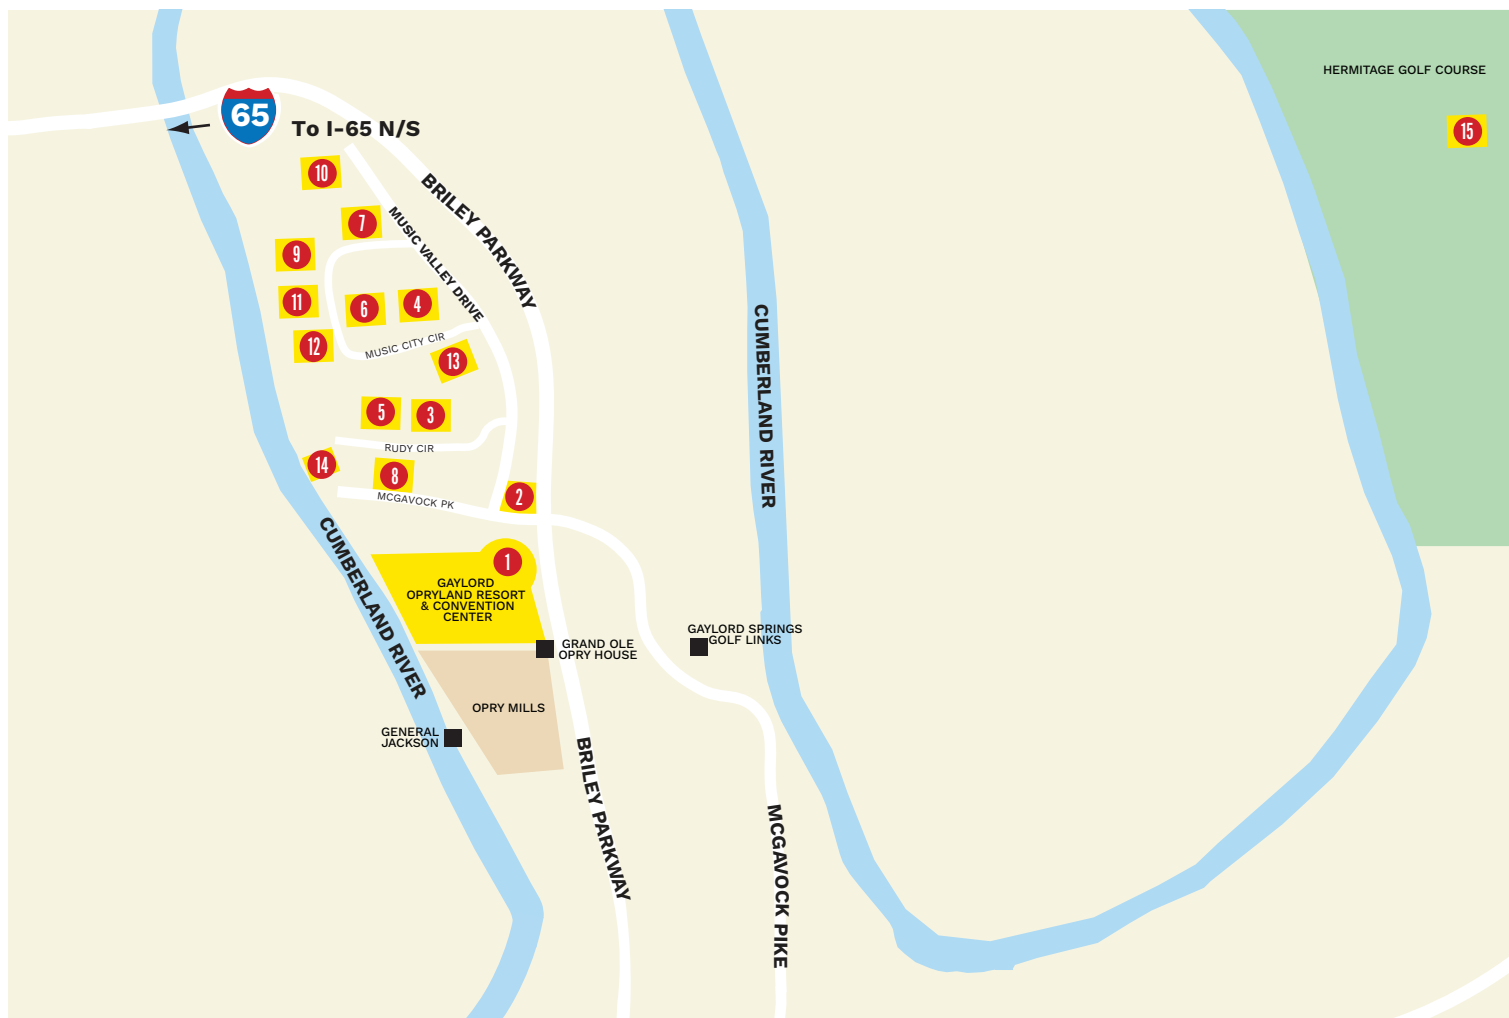 HERMITAGE GOLF COURSE
15
65
To I-65 N/S
10
7
9
11
6
4
12
13
5
3
14
8
2
1
BRILEY PARKWAY
MUSIC VALLEY DRIVE
MUSIC CITY CIR
RUDY CIR
MCGAVOCK PK
CUMBERLAND RIVER
CUMBERLAND RIVER
GAYLORD
OPRYLAND RESORT
& CONVENTION
CENTER
GRAND OLE
OPRY HOUSE
GAYLORD SPRINGS
GOLF LINKS
OPRY MILLS
GENERAL
JACKSON
BRILEY PARKWAY
MCGAVOCK PIKE